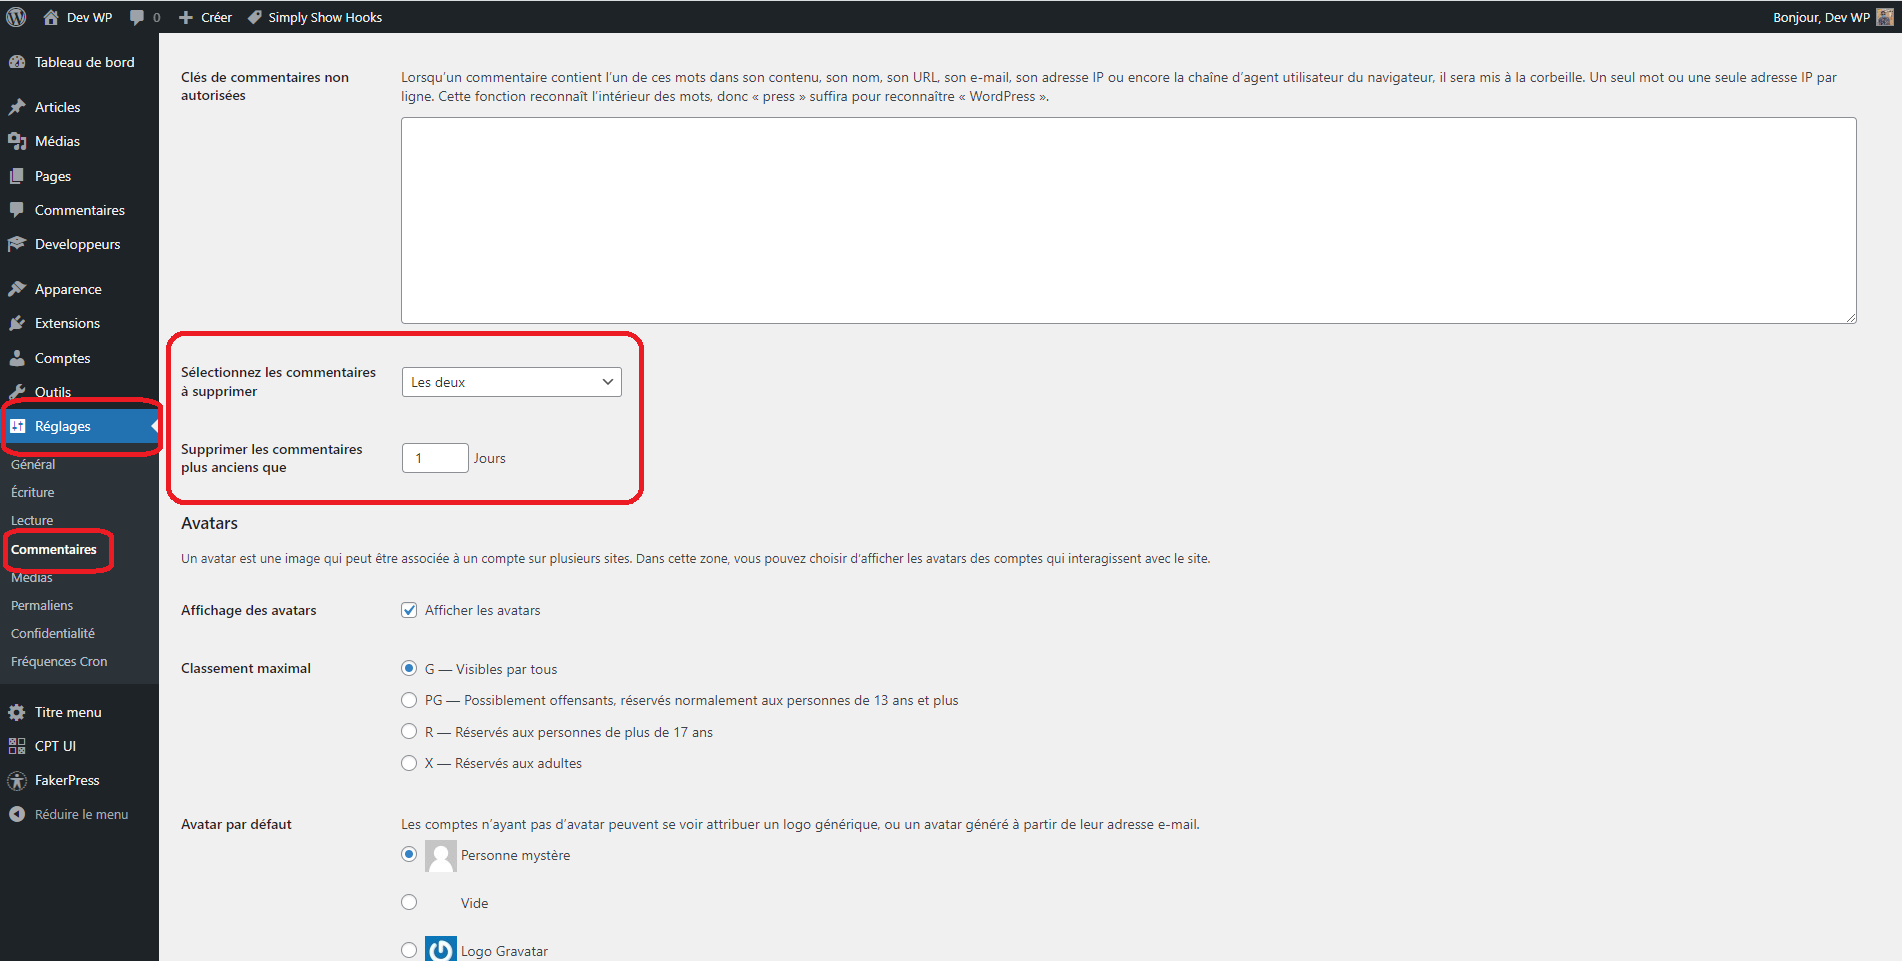 Dev WP
0
Créer
Simply Show Hooks
Bonjour, Dev WP
Tableau de bord
Articles
Médias
Pages
Commentaires
Developpeurs
Apparence
Extensions
Comptes
Outils
Réglages
Général
Écriture
Lecture
Commentaires
Médias
Permaliens
Confidentialité
Fréquences Cron
Titre menu
CPT UI
FakerPress
Réduire le menu
Clés de commentaires non
autorisées
Lorsqu’un commentaire contient l’un de ces mots dans son contenu, son nom, son URL, son e-mail, son adresse IP ou encore la chaîne d’agent utilisateur du navigateur, il sera mis à la corbeille. Un seul mot ou une seule adresse IP par
ligne. Cette fonction reconnaît l’intérieur des mots, donc « press » suffira pour reconnaître « WordPress ».
Sélectionnez les commentaires
à supprimer
Les deux
Supprimer les commentaires
plus anciens que
1 Jours
Avatars
Un avatar est une image qui peut être associée à un compte sur plusieurs sites. Dans cette zone, vous pouvez choisir d’afficher les avatars des comptes qui interagissent avec le site.
Affichage des avatars
Afficher les avatars
Classement maximal
G — Visibles par tous
PG — Possiblement offensants, réservés normalement aux personnes de 13 ans et plus
R — Réservés aux personnes de plus de 17 ans
X — Réservés aux adultes
Avatar par défaut
Les comptes n’ayant pas d’avatar peuvent se voir attribuer un logo générique, ou un avatar généré à partir de leur adresse e-mail.
Personne mystère
Vide
Logo Gravatar